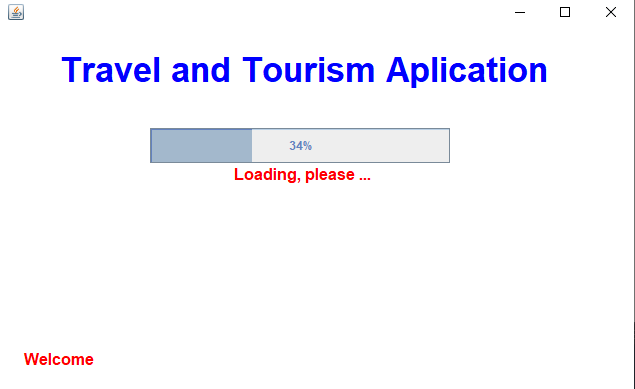 Travel and Tourism Aplication
34%
Loading, please ...
Welcome